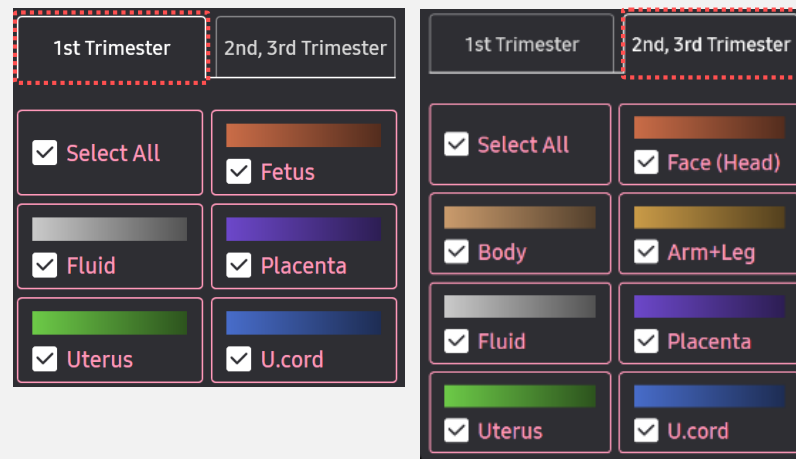 1st Trimester
2nd, 3rd Trimester
Select All
Fetus
Fluid
Placenta
Uterus
U.cord
1st Trimester
2nd, 3rd Trimester
Select All
Face (Head)
Body
Arm+Leg
Fluid
Placenta
Uterus
U.cord